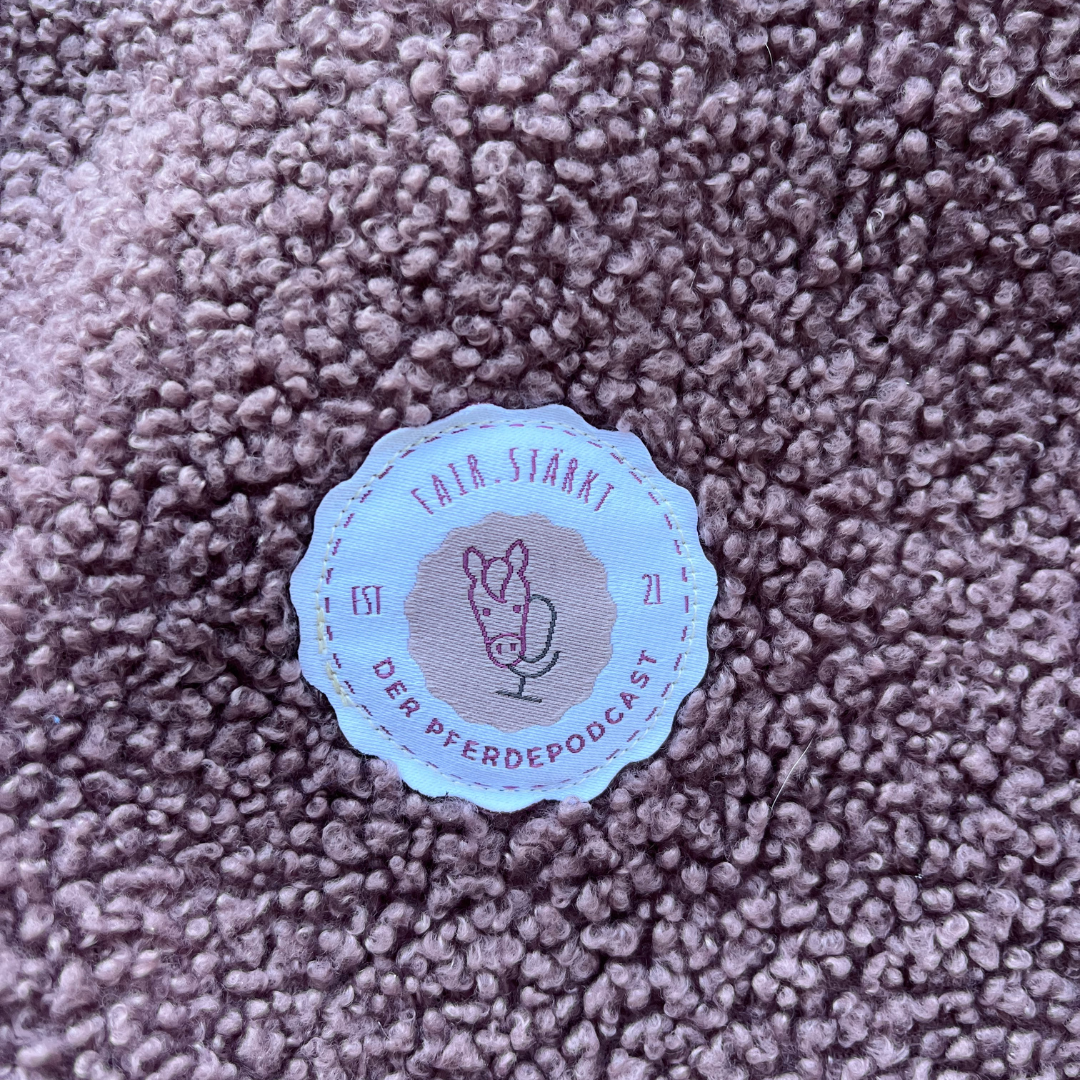 FAIR.STÄRKT
EST 21
DER PFERDEPODCAST